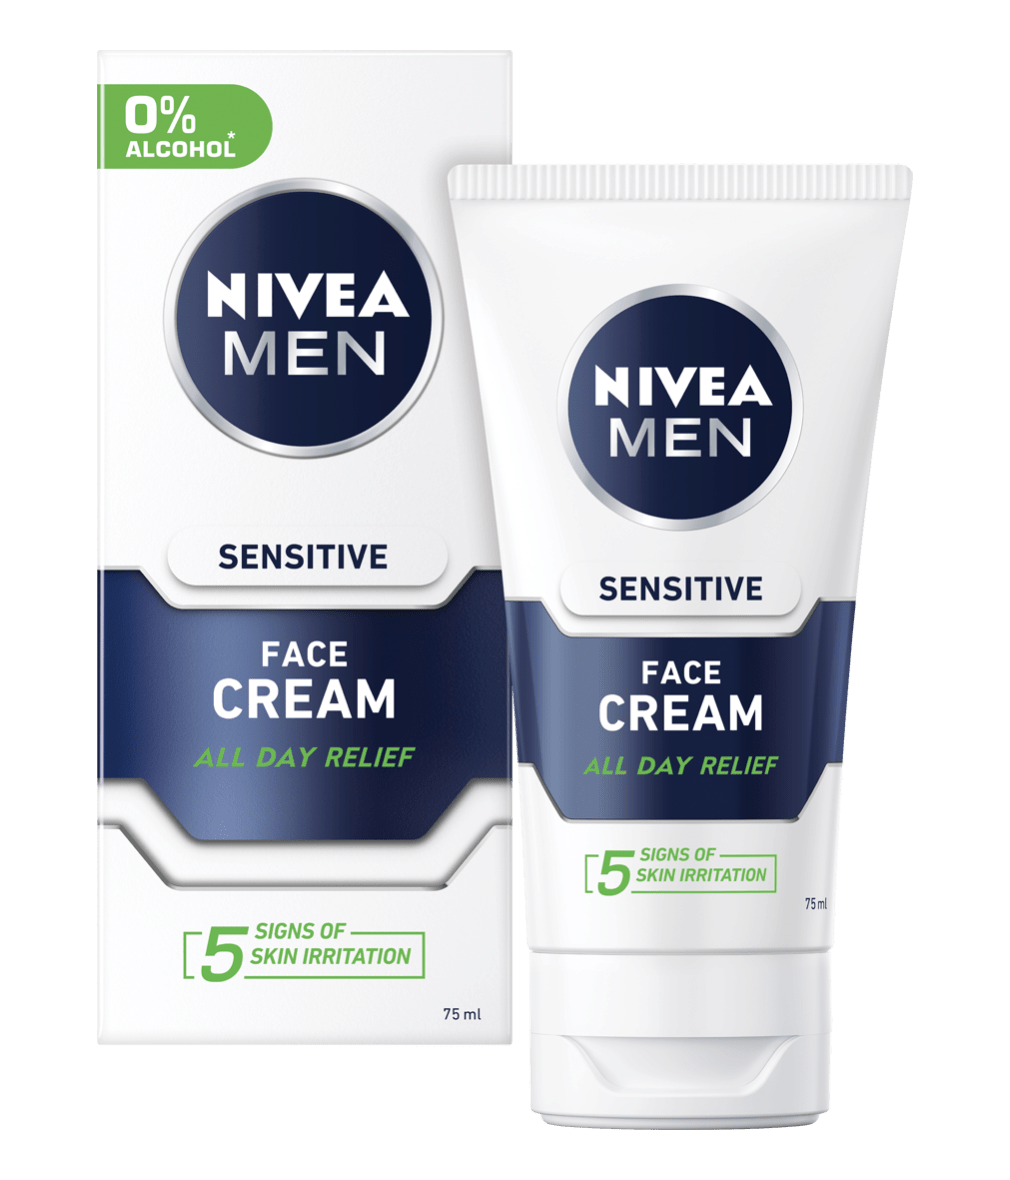 0%
ALCOHOL*
NIVEA
MEN
SENSITIVE
FACE
CREAM
ALL DAY RELIEF
5 SIGNS OF
SKIN IRRITATION
75 ml
NIVEA
MEN
SENSITIVE
FACE
CREAM
ALL DAY RELIEF
5 SIGNS OF
SKIN IRRITATION
75 ml